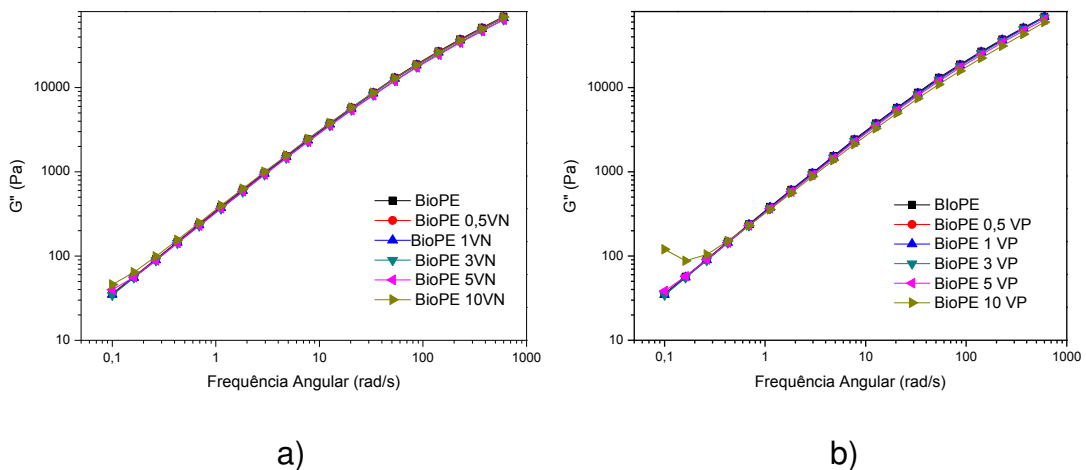 10000
1000
100
10
G" (Pa)
0,1 1 10 100 1000
Frequência Angular (rad/s)
BioPE
BioPE 0,5VN
BioPE 1VN
BioPE 3VN
BioPE 5VN
BioPE 10VN
a)
10000
1000
100
10
G" (Pa)
0,1 1 10 100 1000
Frequência Angular (rad/s)
BIoPE
BioPE 0,5 VP
BioPE 1 VP
BioPE 3 VP
BioPE 5 VP
BioPE 10 VP
b)